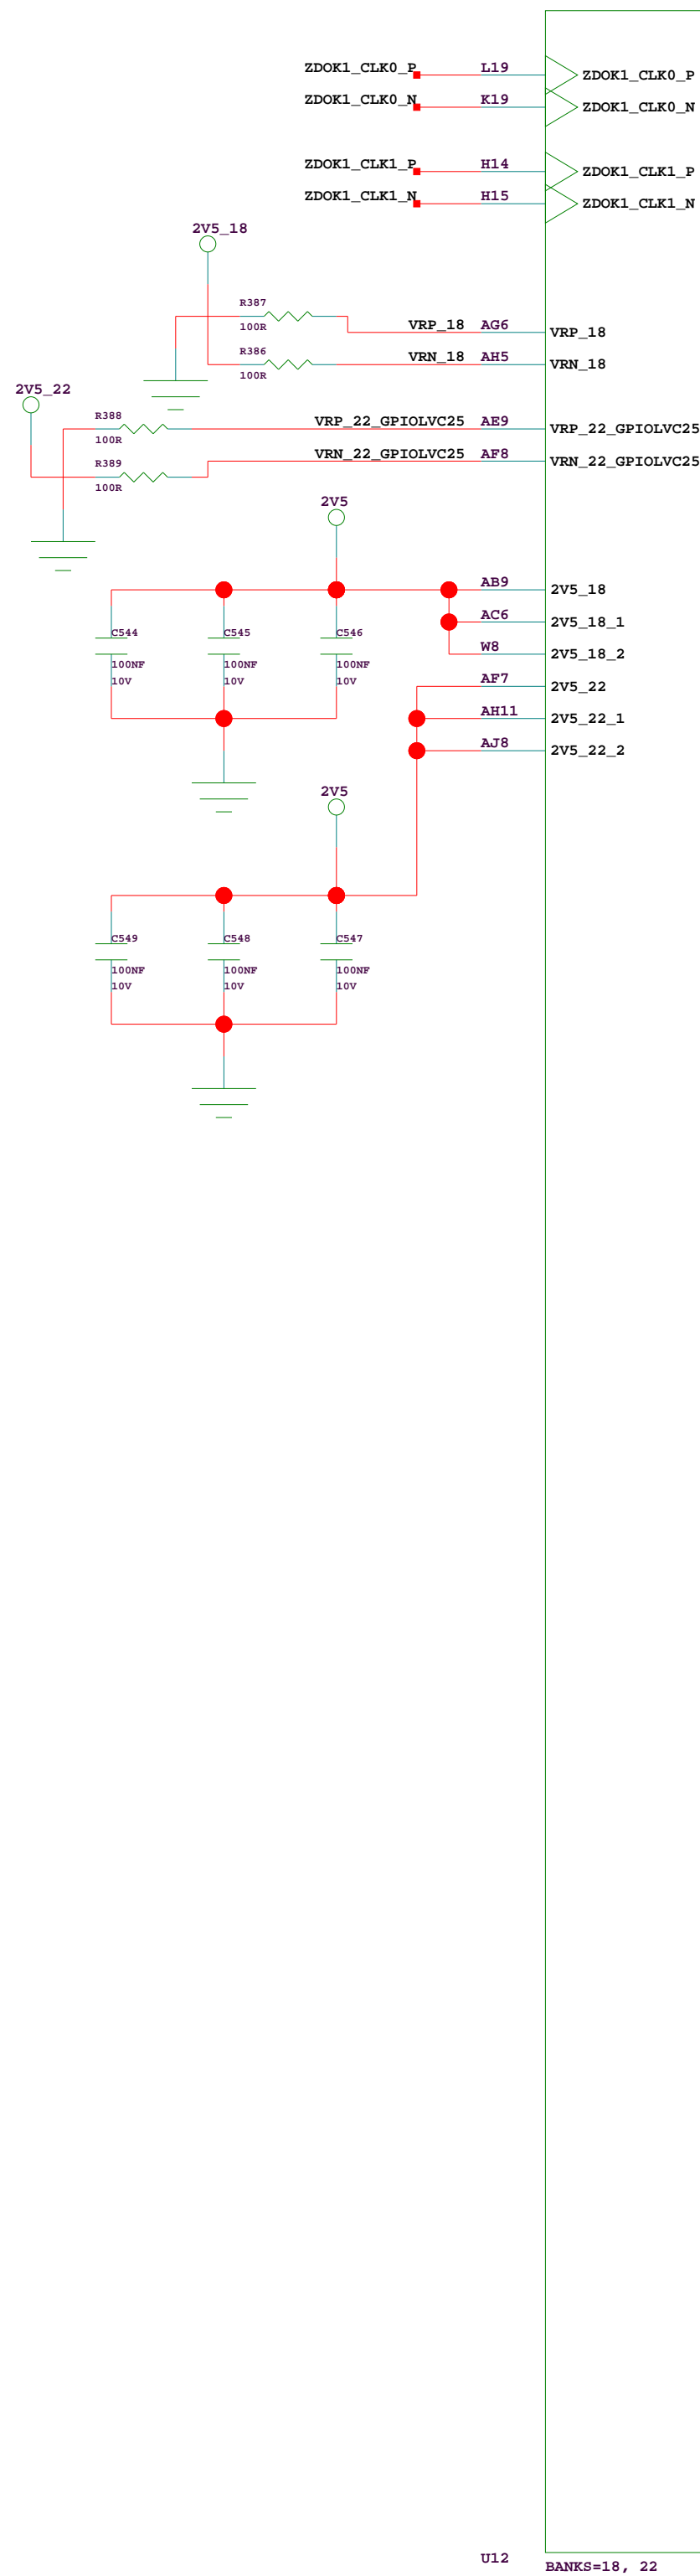 ZDOK1_CLK0_P L19 ZDOK1_CLK0_P
ZDOK1_CLK0_N K19 ZDOK1_CLK0_N
ZDOK1_CLK1_P H14 ZDOK1_CLK1_P
ZDOK1_CLK1_N H15 ZDOK1_CLK1_N
2V5_18
R387
100R
VRP_18 AG6 VRP_18
R386
100R
VRN_18 AH5 VRN_18
2V5_22
R388
100R
VRP_22_GPIOLVC25 AE9 VRP_22_GPIOLVC25
R389
100R
VRN_22_GPIOLVC25 AF8 VRN_22_GPIOLVC25
2V5
AB9 2V5_18
AC6 2V5_18_1
W8 2V5_18_2
AF7 2V5_22
AH11 2V5_22_1
AJ8 2V5_22_2
C544 C545 C546
100NF 100NF 100NF
10V 10V 10V
2V5
C549 C548 C547
100NF 100NF 100NF
10V 10V 10V
U12
BANKS=18, 22